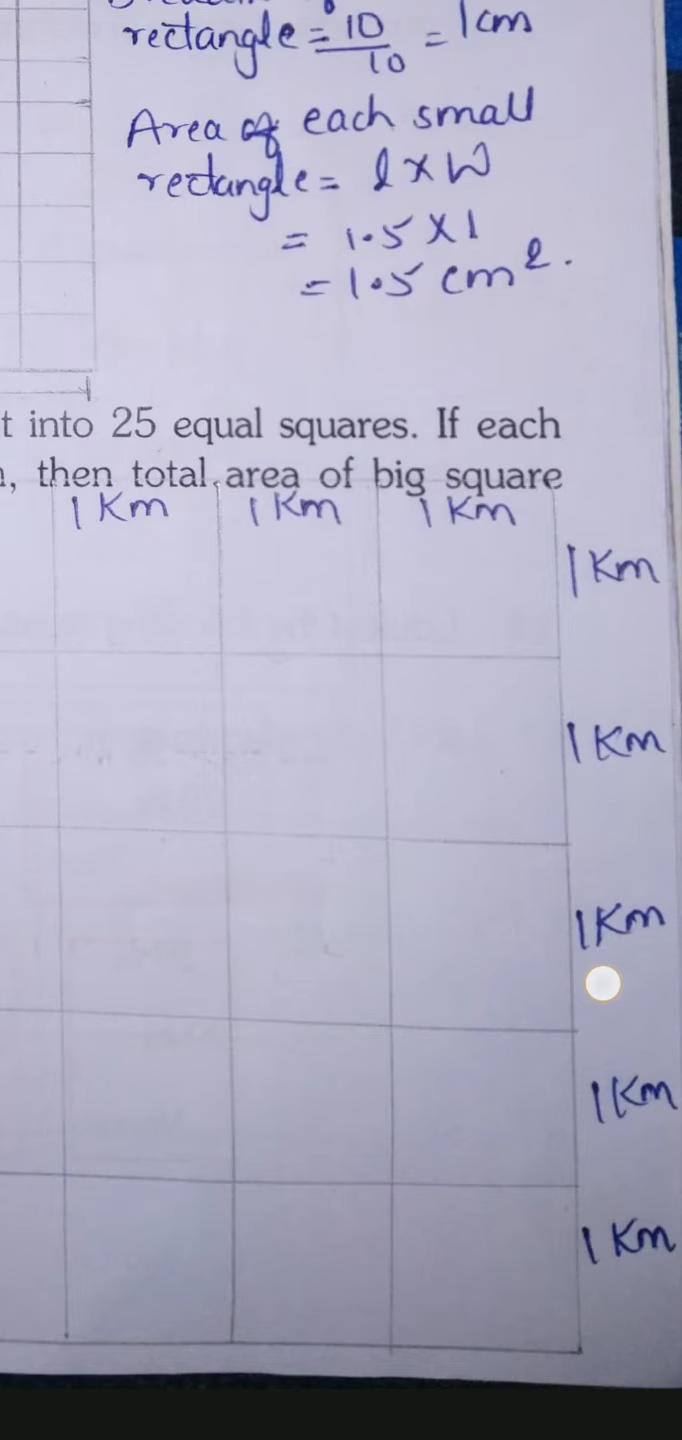 rectangle = 10/10 = 1cm
Area of each small
rectangle = l x W
= 1.5 X 1
= 1.5 cm².
t into 25 equal squares. If each
, then total area of big square
1 Km 1 Km 1 Km
1 Km
1 Km
1 Km
1 Km
1 Km